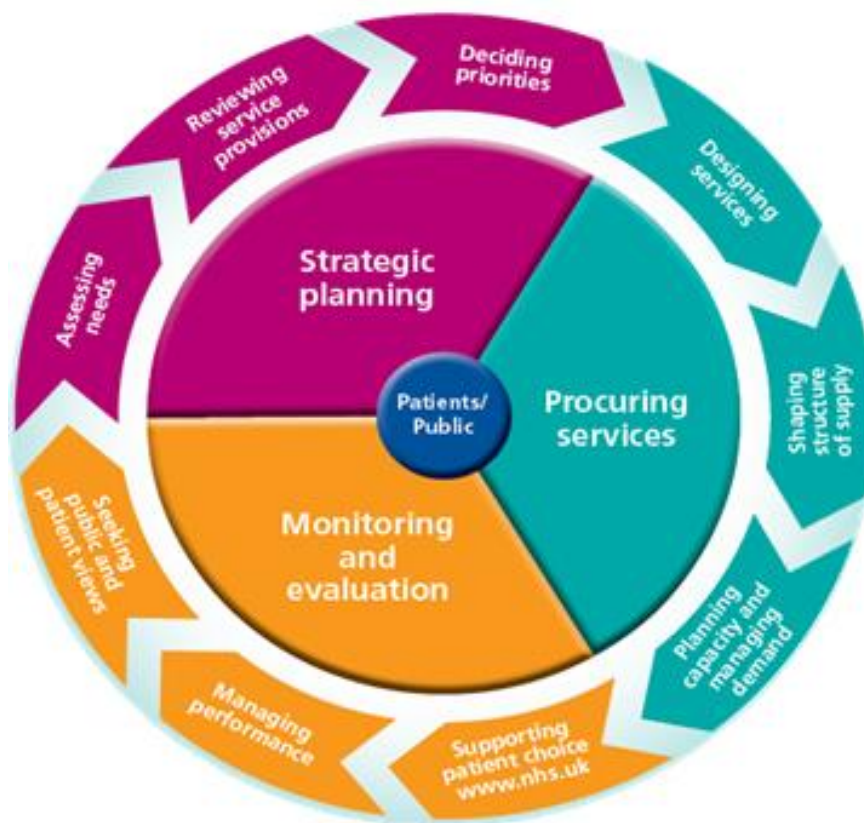 Deciding
priorities
Designing
services
Shaping
structure
of supply
Planning
capacity and
managing
demand
Supporting
patient choice
www.nhs.uk
Managing
performance
Seeking
public and
patient views
Assessing
needs
Reviewing
service
provisions
Strategic
planning
Procuring
services
Monitoring
and
evaluation
Patients/
Public